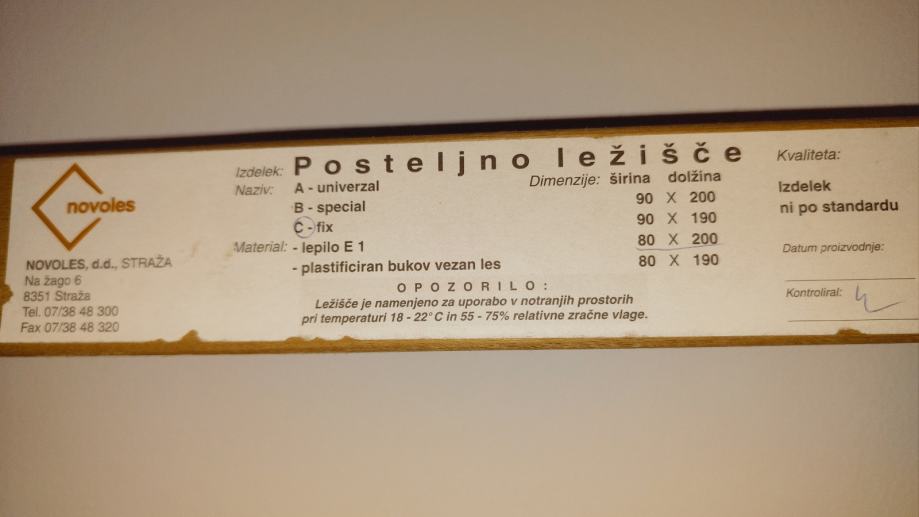 novoles
NOVOLES, d.d., STRAŽA
Na žago 6
8351 Straža
Tel. 07/38 48 300
Fax 07/38 48 320
Izdelek: Posteljno ležišče
Naziv: A - univerzal
B - special
C - fix
Material: - lepilo E 1
- plastificiran bukov vezan les
Dimenzije: širina dolžina
90 X 200
90 X 190
80 X 200
80 X 190
OPOZORILO:
Ležišče je namenjeno za uporabo v notranjih prostorih
pri temperaturi 18 - 22°C in 55 - 75% relativne zračne vlage.
Kvaliteta:
Izdelek
ni po standardu
Datum proizvodnje:
Kontroliral: